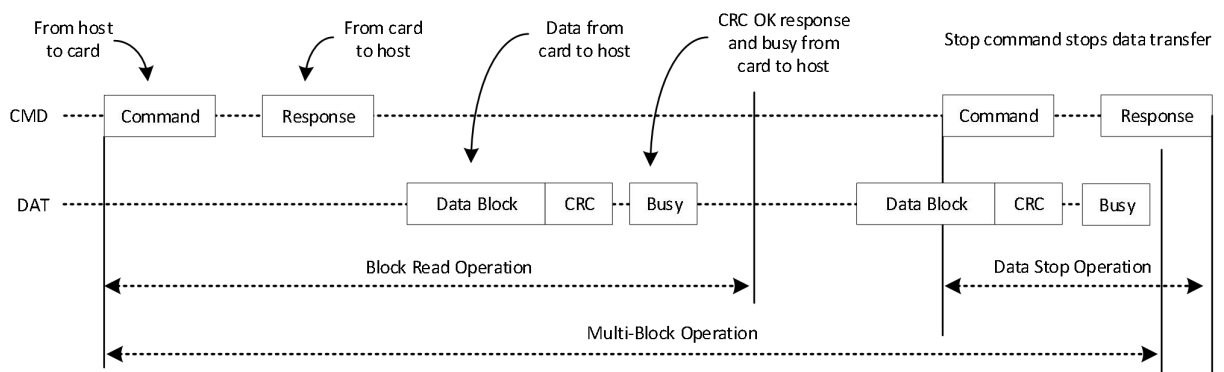 From host
to card
From card
to host
Data from
card to host
CRC OK response
and busy from
card to host
Stop command stops data transfer
CMD
Command
Response
Command
Response
DAT
Data Block
CRC
Busy
Data Block
CRC
Busy
Block Read Operation
Data Stop Operation
Multi-Block Operation